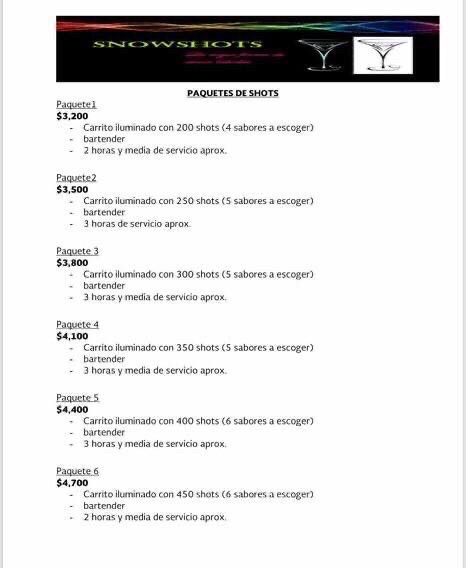 SNOWSHOTS
PAQUETES DE SHOTS
Paquete1
$3,200
- Carrito iluminado con 200 shots (4 sabores a escoger)
- bartender
- 2 horas y media de servicio aprox.
Paquete2
$3,500
- Carrito iluminado con 250 shots (5 sabores a escoger)
- bartender
- 3 horas de servicio aprox.
Paquete 3
$3,800
- Carrito iluminado con 300 shots (5 sabores a escoger)
- bartender
- 3 horas y media de servicio aprox.
Paquete 4
$4,100
- Carrito iluminado con 350 shots (5 sabores a escoger)
- bartender
- 3 horas y media de servicio aprox.
Paquete 5
$4,400
- Carrito iluminado con 400 shots (6 sabores a escoger)
- bartender
- 3 horas y media de servicio aprox.
Paquete 6
$4,700
- Carrito iluminado con 450 shots (6 sabores a escoger)
- bartender
- 2 horas y media de servicio aprox.